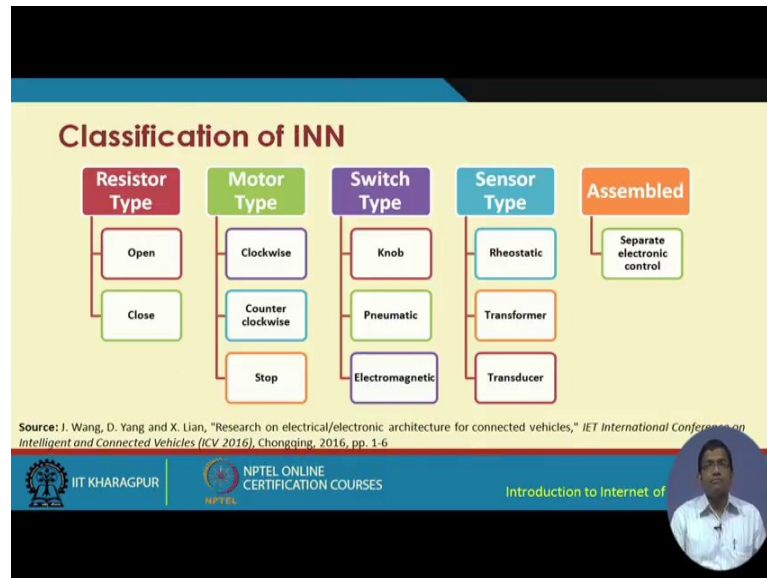 Classification of INN
Resistor
Type
Open
Close
Motor
Type
Clockwise
Counter
clockwise
Stop
Switch
Type
Knob
Pneumatic
Electromagnetic
Sensor
Type
Rheostatic
Transformer
Transducer
Assembled
Separate
electronic
control
Source: J. Wang, D. Yang and X. Lian, "Research on electrical/electronic architecture for connected vehicles," IET International Conference on
Intelligent and Connected Vehicles (ICV 2016), Chongqing, 2016, pp. 1-6
IIT KHARAGPUR
NPTEL
NPTEL ONLINE
CERTIFICATION COURSES
Introduction to Internet of